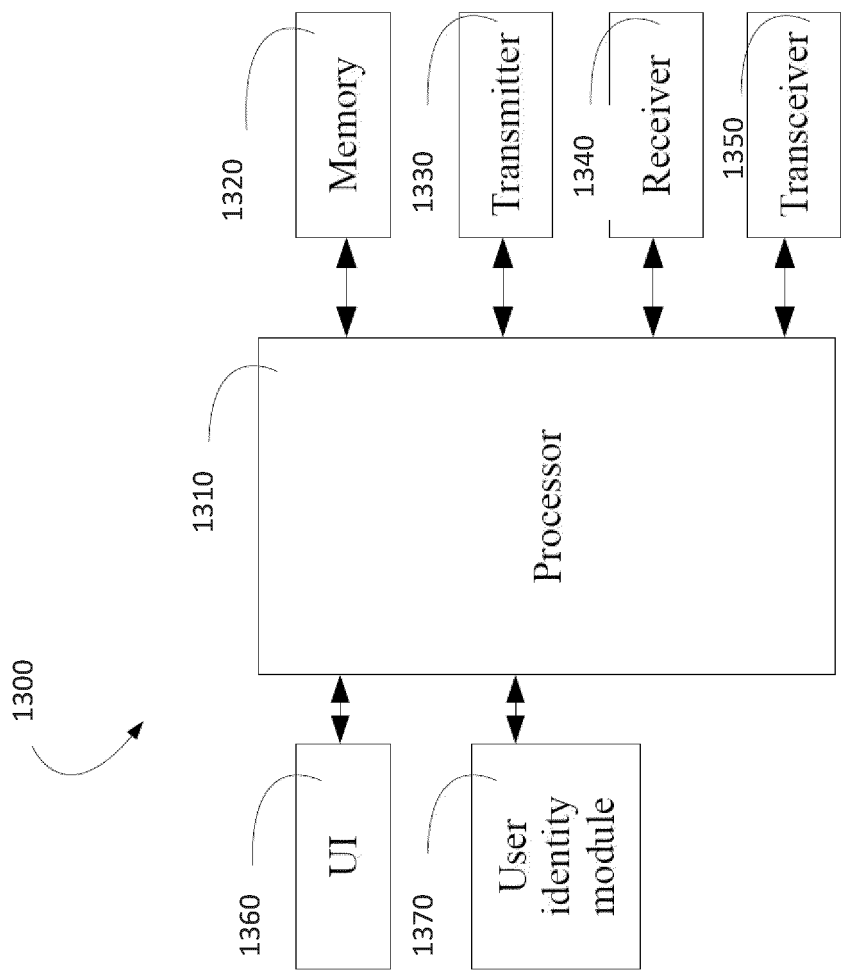 1300
1310
Processor
1320
Memory
1330
Transmitter
1340
Receiver
1350
Transceiver
1360
UI
1370
User
identity
module